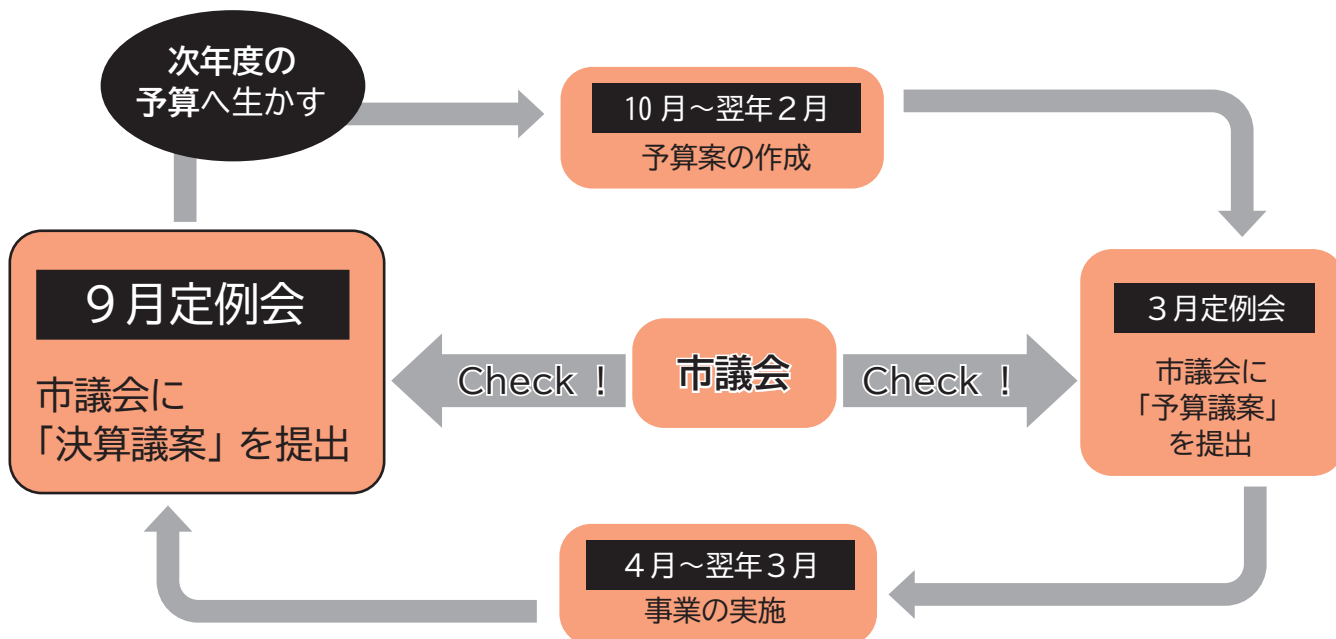 次年度の
予算へ生かす
10月～翌年２月
予算案の作成
９月定例会
市議会に
「決算議案」を提出
Check！
市議会
Check！
３月定例会
市議会に
「予算議案」
を提出
４月～翌年３月
事業の実施